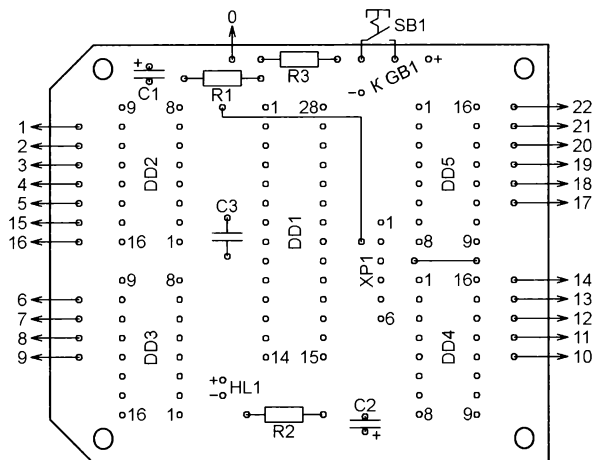 0
SB1
+
C1
R1
R3
К GB1
+
−
9 8
1 28
1 16
1
2
3
4
5
15
16
DD2
C3
DD1
DD5
22
21
20
19
18
17
16 1
1
8 9
XP1
9 8
1 16
6
7
8
9
DD3
6
DD4
14
13
12
11
10
14 15
+
−
HL1
16 1
R2
C2
+
8 9